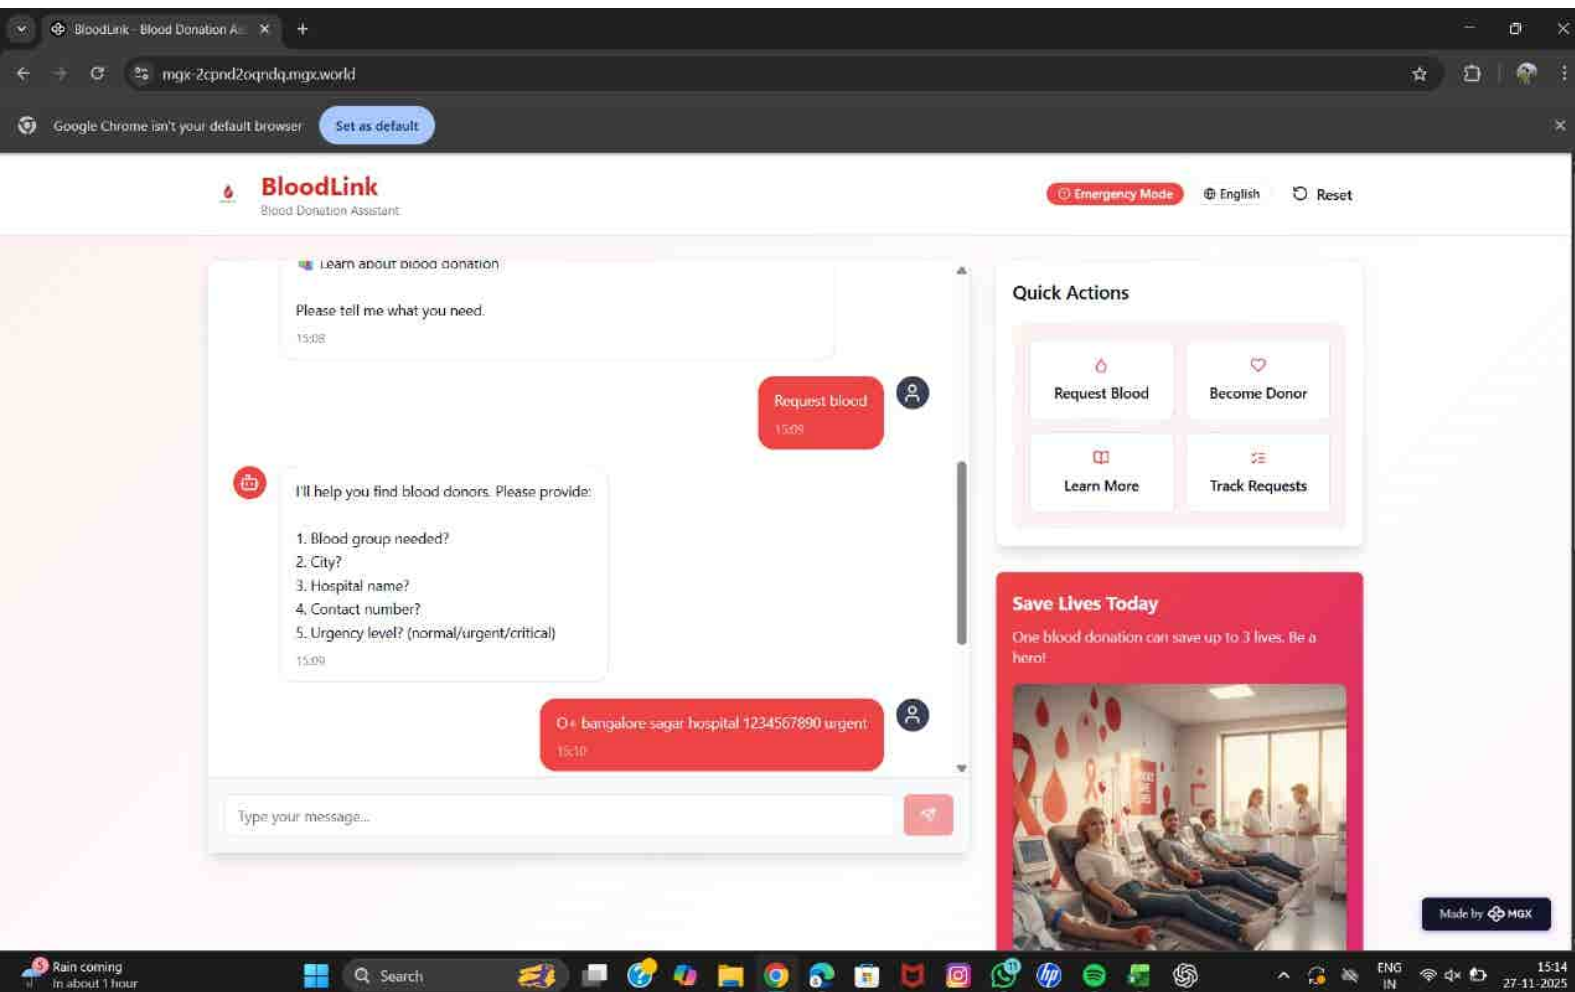 BloodLink - Blood Donation As
mgx-2cpnd2oqndq.mgx.world
Google Chrome isn't your default browser
Set as default
BloodLink
Blood Donation Assistant
Emergency Mode
English
Reset
Learn about blood donation
Please tell me what you need.
15:08
Request blood
15:09
I'll help you find blood donors. Please provide:
1. Blood group needed?
2. City?
3. Hospital name?
4. Contact number?
5. Urgency level? (normal/urgent/critical)
15:09
O+ bangalore sagar hospital 1234567890 urgent
15:10
Type your message...
Quick Actions
Request Blood
Become Donor
Learn More
Track Requests
Save Lives Today
One blood donation can save up to 3 lives. Be a
hero!
Made by MGX
5
Rain coming
In about 1 hour
Search
11
ENG
IN
15:14
27-11-2025